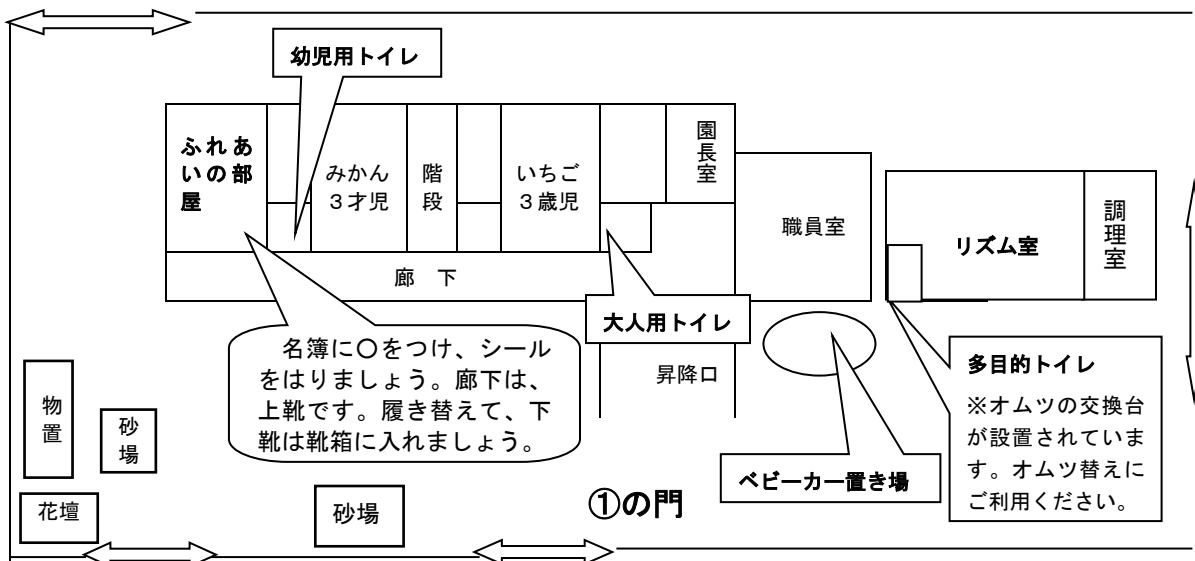 幼児用トイレ
ふれあ
いの部
屋
みかん
３才児
階段
いちご
３歳児
園長室
職員室
リズム室
調理室
廊　下
大人用トイレ
名簿に〇をつけ、シール
をはりましょう。廊下は、
上靴です。履き替えて、下
靴は靴箱に入れましょう。
昇降口
多目的トイレ
※オムツの交換台
が設置されていま
す。オムツ替えに
ご利用ください。
物置
砂場
ベビーカー置き場
花壇
砂場
①の門